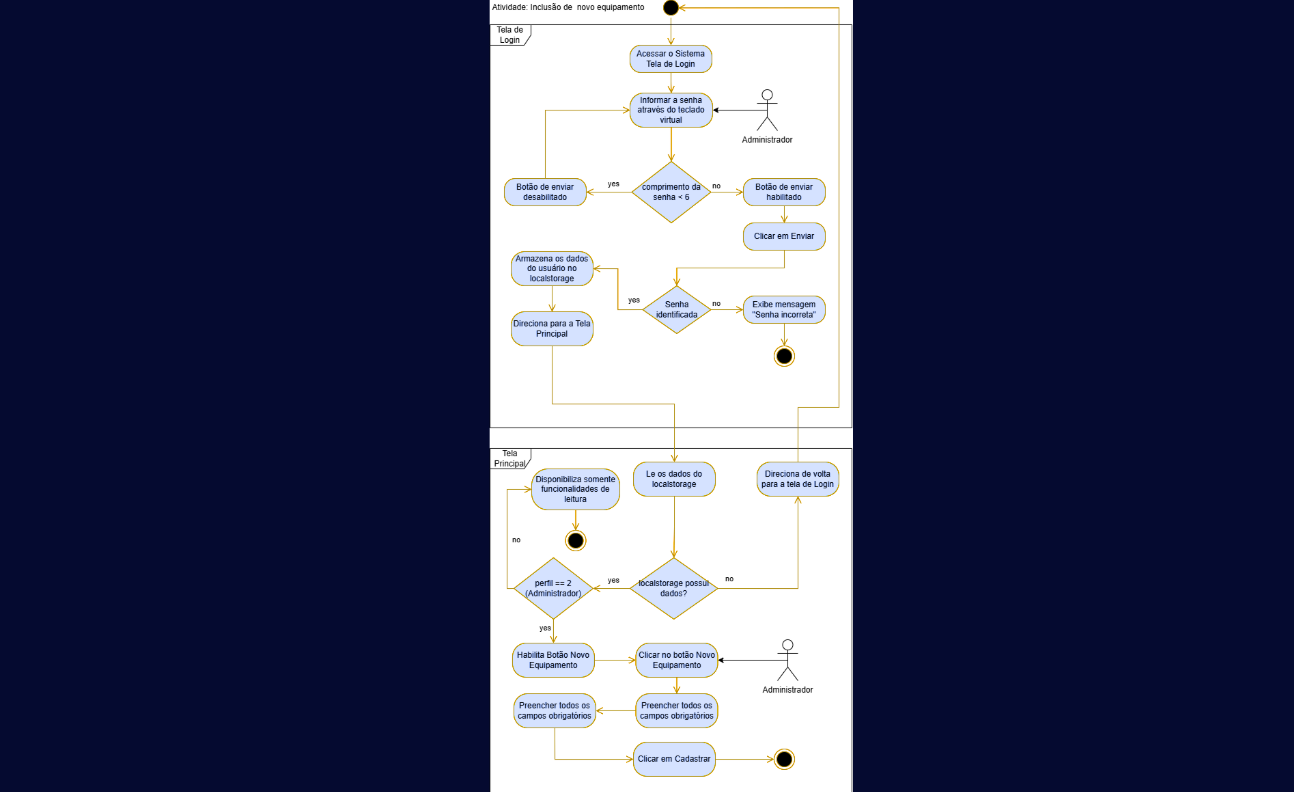 Atividade: Inclusão de novo equipamento
Tela de
Login
Acessar o Sistema
Tela de Login
Informar a senha
através do teclado
virtual
Administrador
Botão de enviar
desabilitado
yes
comprimento da
senha < 6
no
Botão de enviar
habilitado
Clicar em Enviar
Armazena os dados
do usuário no
localstorage
yes
Senha
identificada
no
Exibe mensagem
"Senha incorreta"
Direciona para a Tela
Principal
Tela
Principal
Disponibiliza somente
funcionalidades de
leitura
Le os dados do
localstorage
Direciona de volta
para a tela de Login
no
perfil == 2
(Administrador)
yes
localstorage possui
dados?
no
yes
Habilita Botão Novo
Equipamento
Clicar no botão Novo
Equipamento
Administrador
Preencher todos os
campos obrigatórios
Preencher todos os
campos obrigatórios
Clicar em Cadastrar